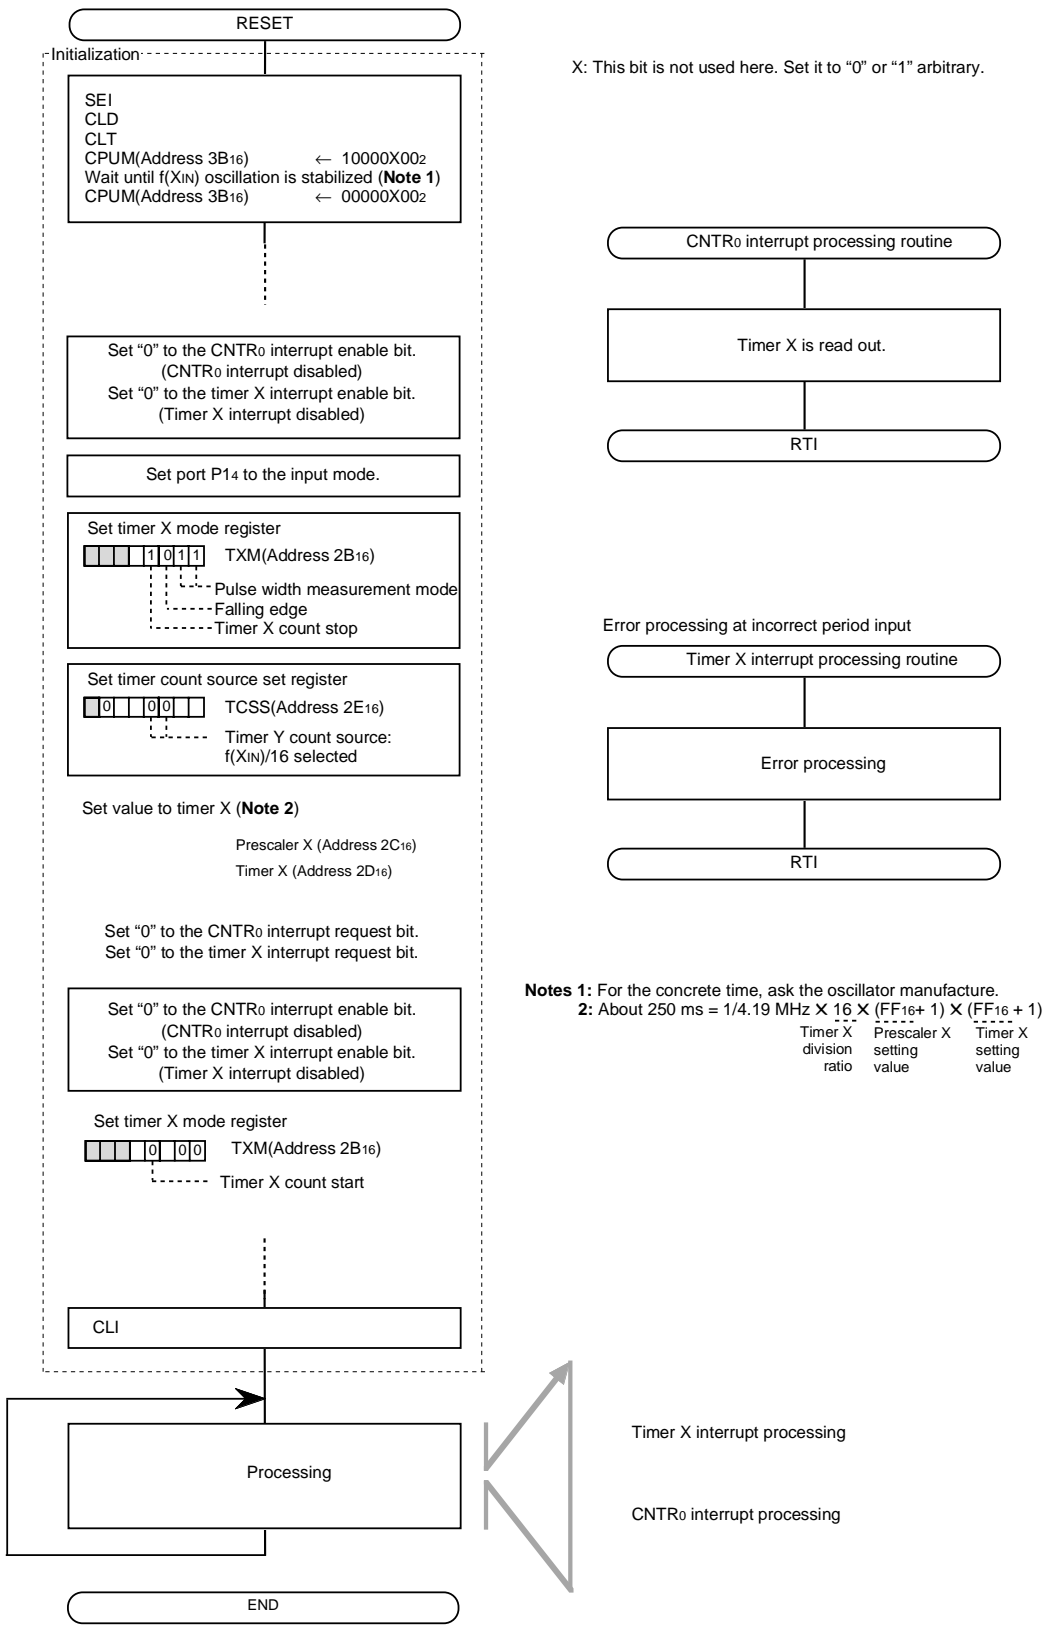 RESET
Initialization
SEI
CLD
CLT
CPUM(Address 3B16) ← 10000X002
Wait until f(XIN) oscillation is stabilized (Note 1)
CPUM(Address 3B16) ← 00000X002
Set “0” to the CNTR0 interrupt enable bit.
(CNTR0 interrupt disabled)
Set “0” to the timer X interrupt enable bit.
(Timer X interrupt disabled)
Set port P14 to the input mode.
Set timer X mode register
1 0 1 1 TXM(Address 2B16)
Pulse width measurement mode
Falling edge
Timer X count stop
Set timer count source set register
0 0 0 TCSS(Address 2E16)
Timer Y count source:
f(XIN)/16 selected
Set value to timer X (Note 2)
Prescaler X (Address 2C16)
Timer X (Address 2D16)
Set “0” to the CNTR0 interrupt request bit.
Set “0” to the timer X interrupt request bit.
Set “0” to the CNTR0 interrupt enable bit.
(CNTR0 interrupt disabled)
Set “0” to the timer X interrupt enable bit.
(Timer X interrupt disabled)
Set timer X mode register
0 0 0 TXM(Address 2B16)
Timer X count start
CLI
Processing
END
X: This bit is not used here. Set it to “0” or “1” arbitrary.
CNTR0 interrupt processing routine
Timer X is read out.
RTI
Error processing at incorrect period input
Timer X interrupt processing routine
Error processing
RTI
Notes 1: For the concrete time, ask the oscillator manufacture.
2: About 250 ms = 1/4.19 MHz X 16 X (FF16+ 1) X (FF16 + 1)
Timer X Prescaler X Timer X
division setting setting
ratio value value
Timer X interrupt processing
CNTR0 interrupt processing